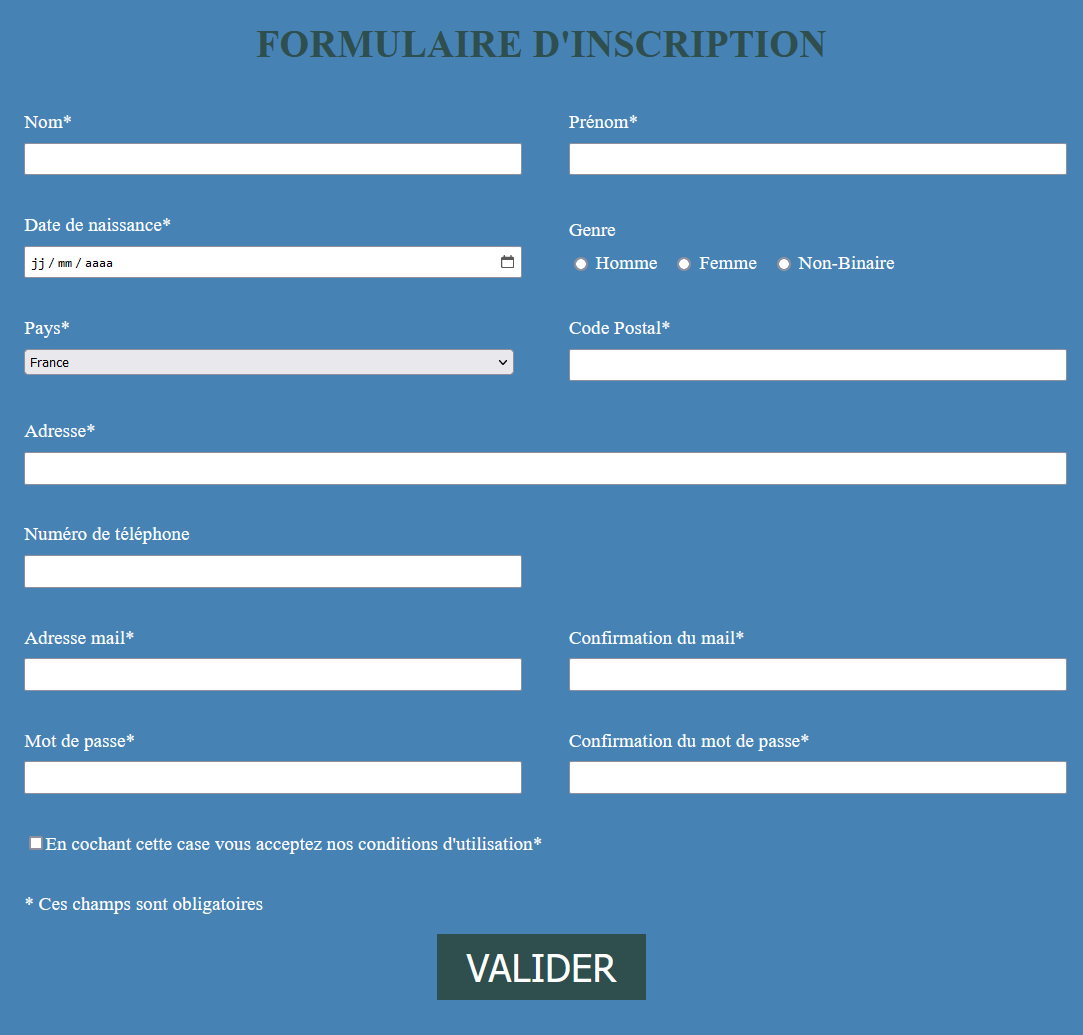 FORMULAIRE D'INSCRIPTION
Nom*
Prénom*
Date de naissance*
jj / mm / aaaa
Genre
Homme Femme Non-Binaire
Pays*
France
Code Postal*
Adresse*
Numéro de téléphone
Adresse mail*
Confirmation du mail*
Mot de passe*
Confirmation du mot de passe*
En cochant cette case vous acceptez nos conditions d'utilisation*
* Ces champs sont obligatoires
VALIDER